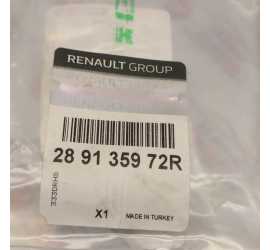 RENAULT GROUP
28 91 359 72R
X1
MADE IN TURKEY